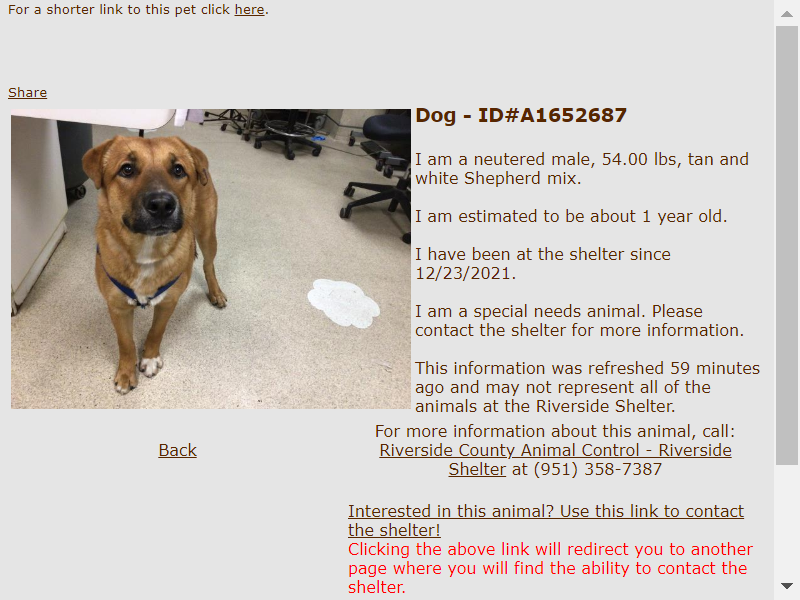 For a shorter link to this pet click here.
Share
Dog - ID#A1652687
I am a neutered male, 54.00 lbs, tan and
white Shepherd mix.
I am estimated to be about 1 year old.
I have been at the shelter since
12/23/2021.
I am a special needs animal. Please
contact the shelter for more information.
This information was refreshed 59 minutes
ago and may not represent all of the
animals at the Riverside Shelter.
Back
For more information about this animal, call:
Riverside County Animal Control - Riverside
Shelter at (951) 358-7387
Interested in this animal? Use this link to contact
the shelter!
Clicking the above link will redirect you to another
page where you will find the ability to contact the
shelter.